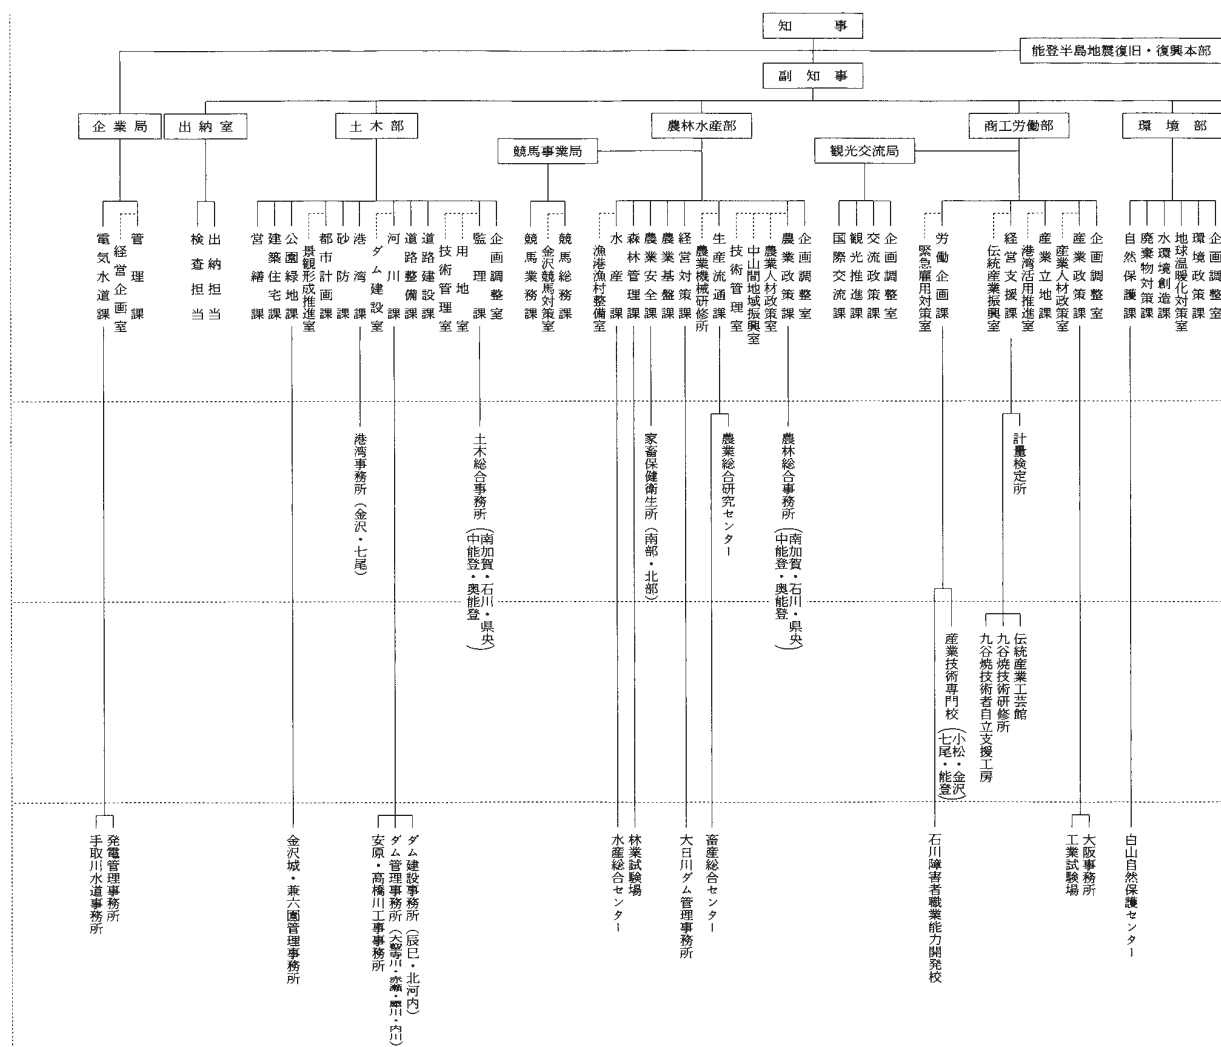 知事
能登半島地震復旧・復興本部
副知事
環境部
商工労働部
農林水産部
土木部
出納室
企業局
観光交流局
競馬事業局
企画調整室
環境政策課
地球温暖化対策室
水環境創造課
廃棄物対策課
自然保護課
企画調整室
産業政策課
産業人材政策室
産業立地課
港湾活用推進室
経営支援課
伝統産業振興室
労働企画課
緊急雇用対策室
企画調整室
交流政策課
観光推進課
国際交流課
企画調整室
農業政策課
農業人材政策室
中山間地域振興室
技術管理室
生産流通課
農業機械研修所
経営対策課
農業基盤課
農業安全課
森林管理課
水産課
漁港漁村整備室
競馬総務課
金沢競馬対策室
競馬業務課
企画調整室
監理課
用地室
技術管理室
道路建設課
道路整備課
河川課
ダム建設室
港湾課
砂防課
都市計画課
景観形成推進室
公園緑地課
建築住宅課
営繕課
出納担当
検査担当
管理課
経営企画室
電気水道課
計量検定所
農林総合事務所(南加賀・石川・県央
中能登・奥能登)
農業総合研究センター
家畜保健衛生所(南部・北部)
土木総合事務所(南加賀・石川・県央
中能登・奥能登)
港湾事務所(金沢・七尾)
伝統産業工芸館
九谷焼技術研修所
九谷焼技術者自立支援工房
産業技術専門校(小松・金沢
七尾・能登)
白山自然保護センター
大阪事務所
工業試験場
石川障害者職業能力開発校
畜産総合センター
大日川ダム管理事務所
林業試験場
水産総合センター
ダム建設事務所(辰巳・北河内)
ダム管理事務所(大聖寺川・赤瀬・犀川・内川)
安原・高橋川工事事務所
金沢城・兼六園管理事務所
発電管理事務所
手取川水道事務所